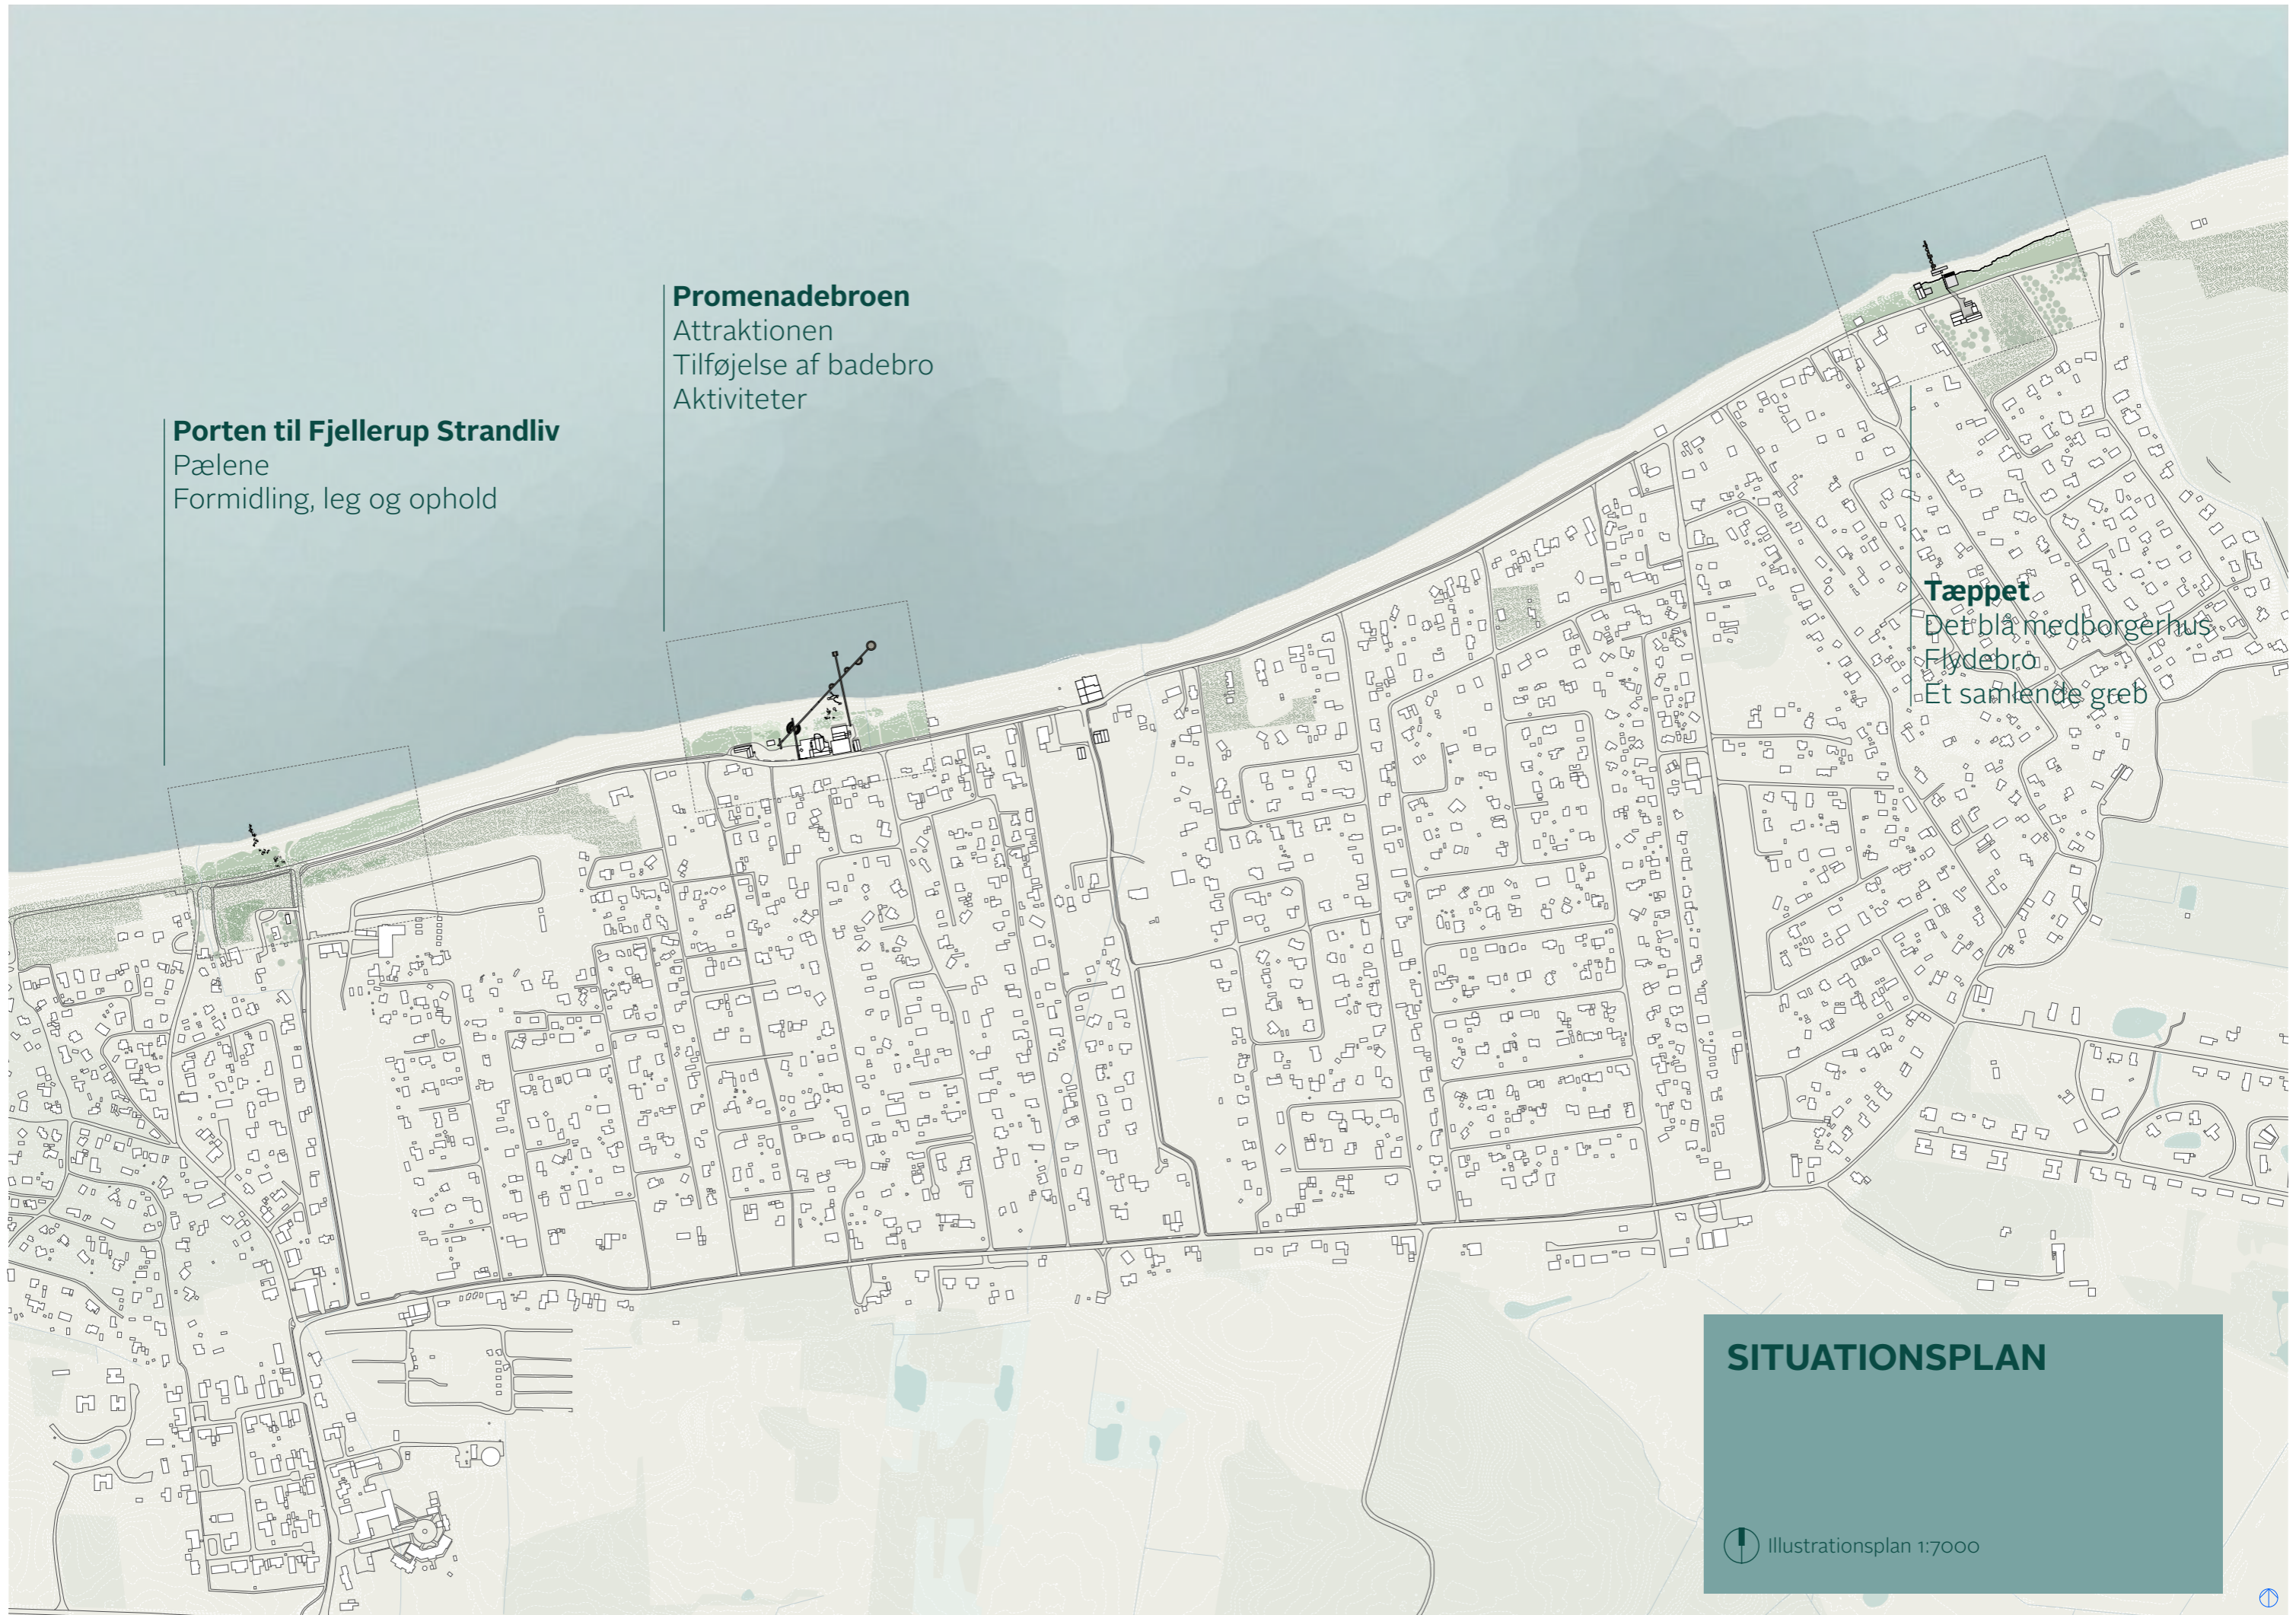 Promenadebroen
Attraktionen
Tilføjelse af badebro
Aktiviteter
Porten til Fjellerup Strandliv
Pælene
Formidling, leg og ophold
Tæppet
Det blå medborgerhus
Flydebro
Et samlende greb
SITUATIONSPLAN
Illustrationsplan 1:7000